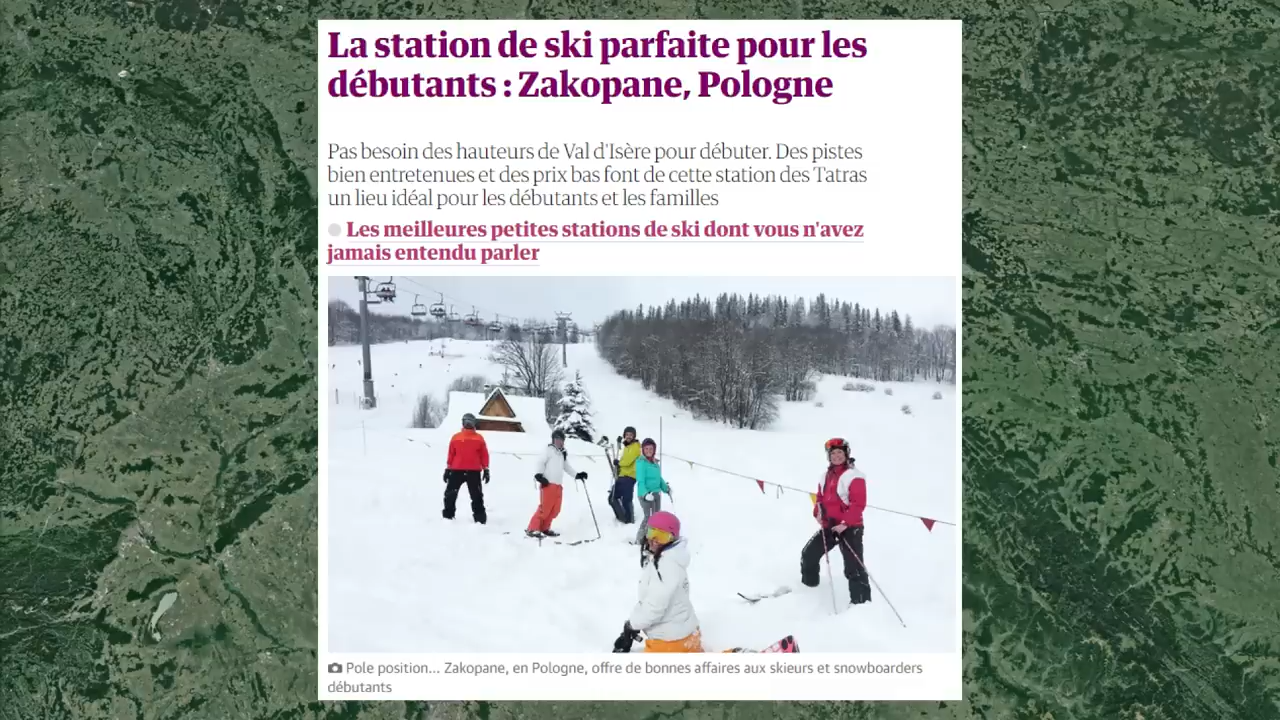 La station de ski parfaite pour les
débutants : Zakopane, Pologne
Pas besoin des hauteurs de Val d'Isère pour débuter. Des pistes
bien entretenues et des prix bas font de cette station des Tatras
un lieu idéal pour les débutants et les familles
Les meilleures petites stations de ski dont vous n'avez
jamais entendu parler
Pole position... Zakopane, en Pologne, offre de bonnes affaires aux skieurs et snowboarders
débutants